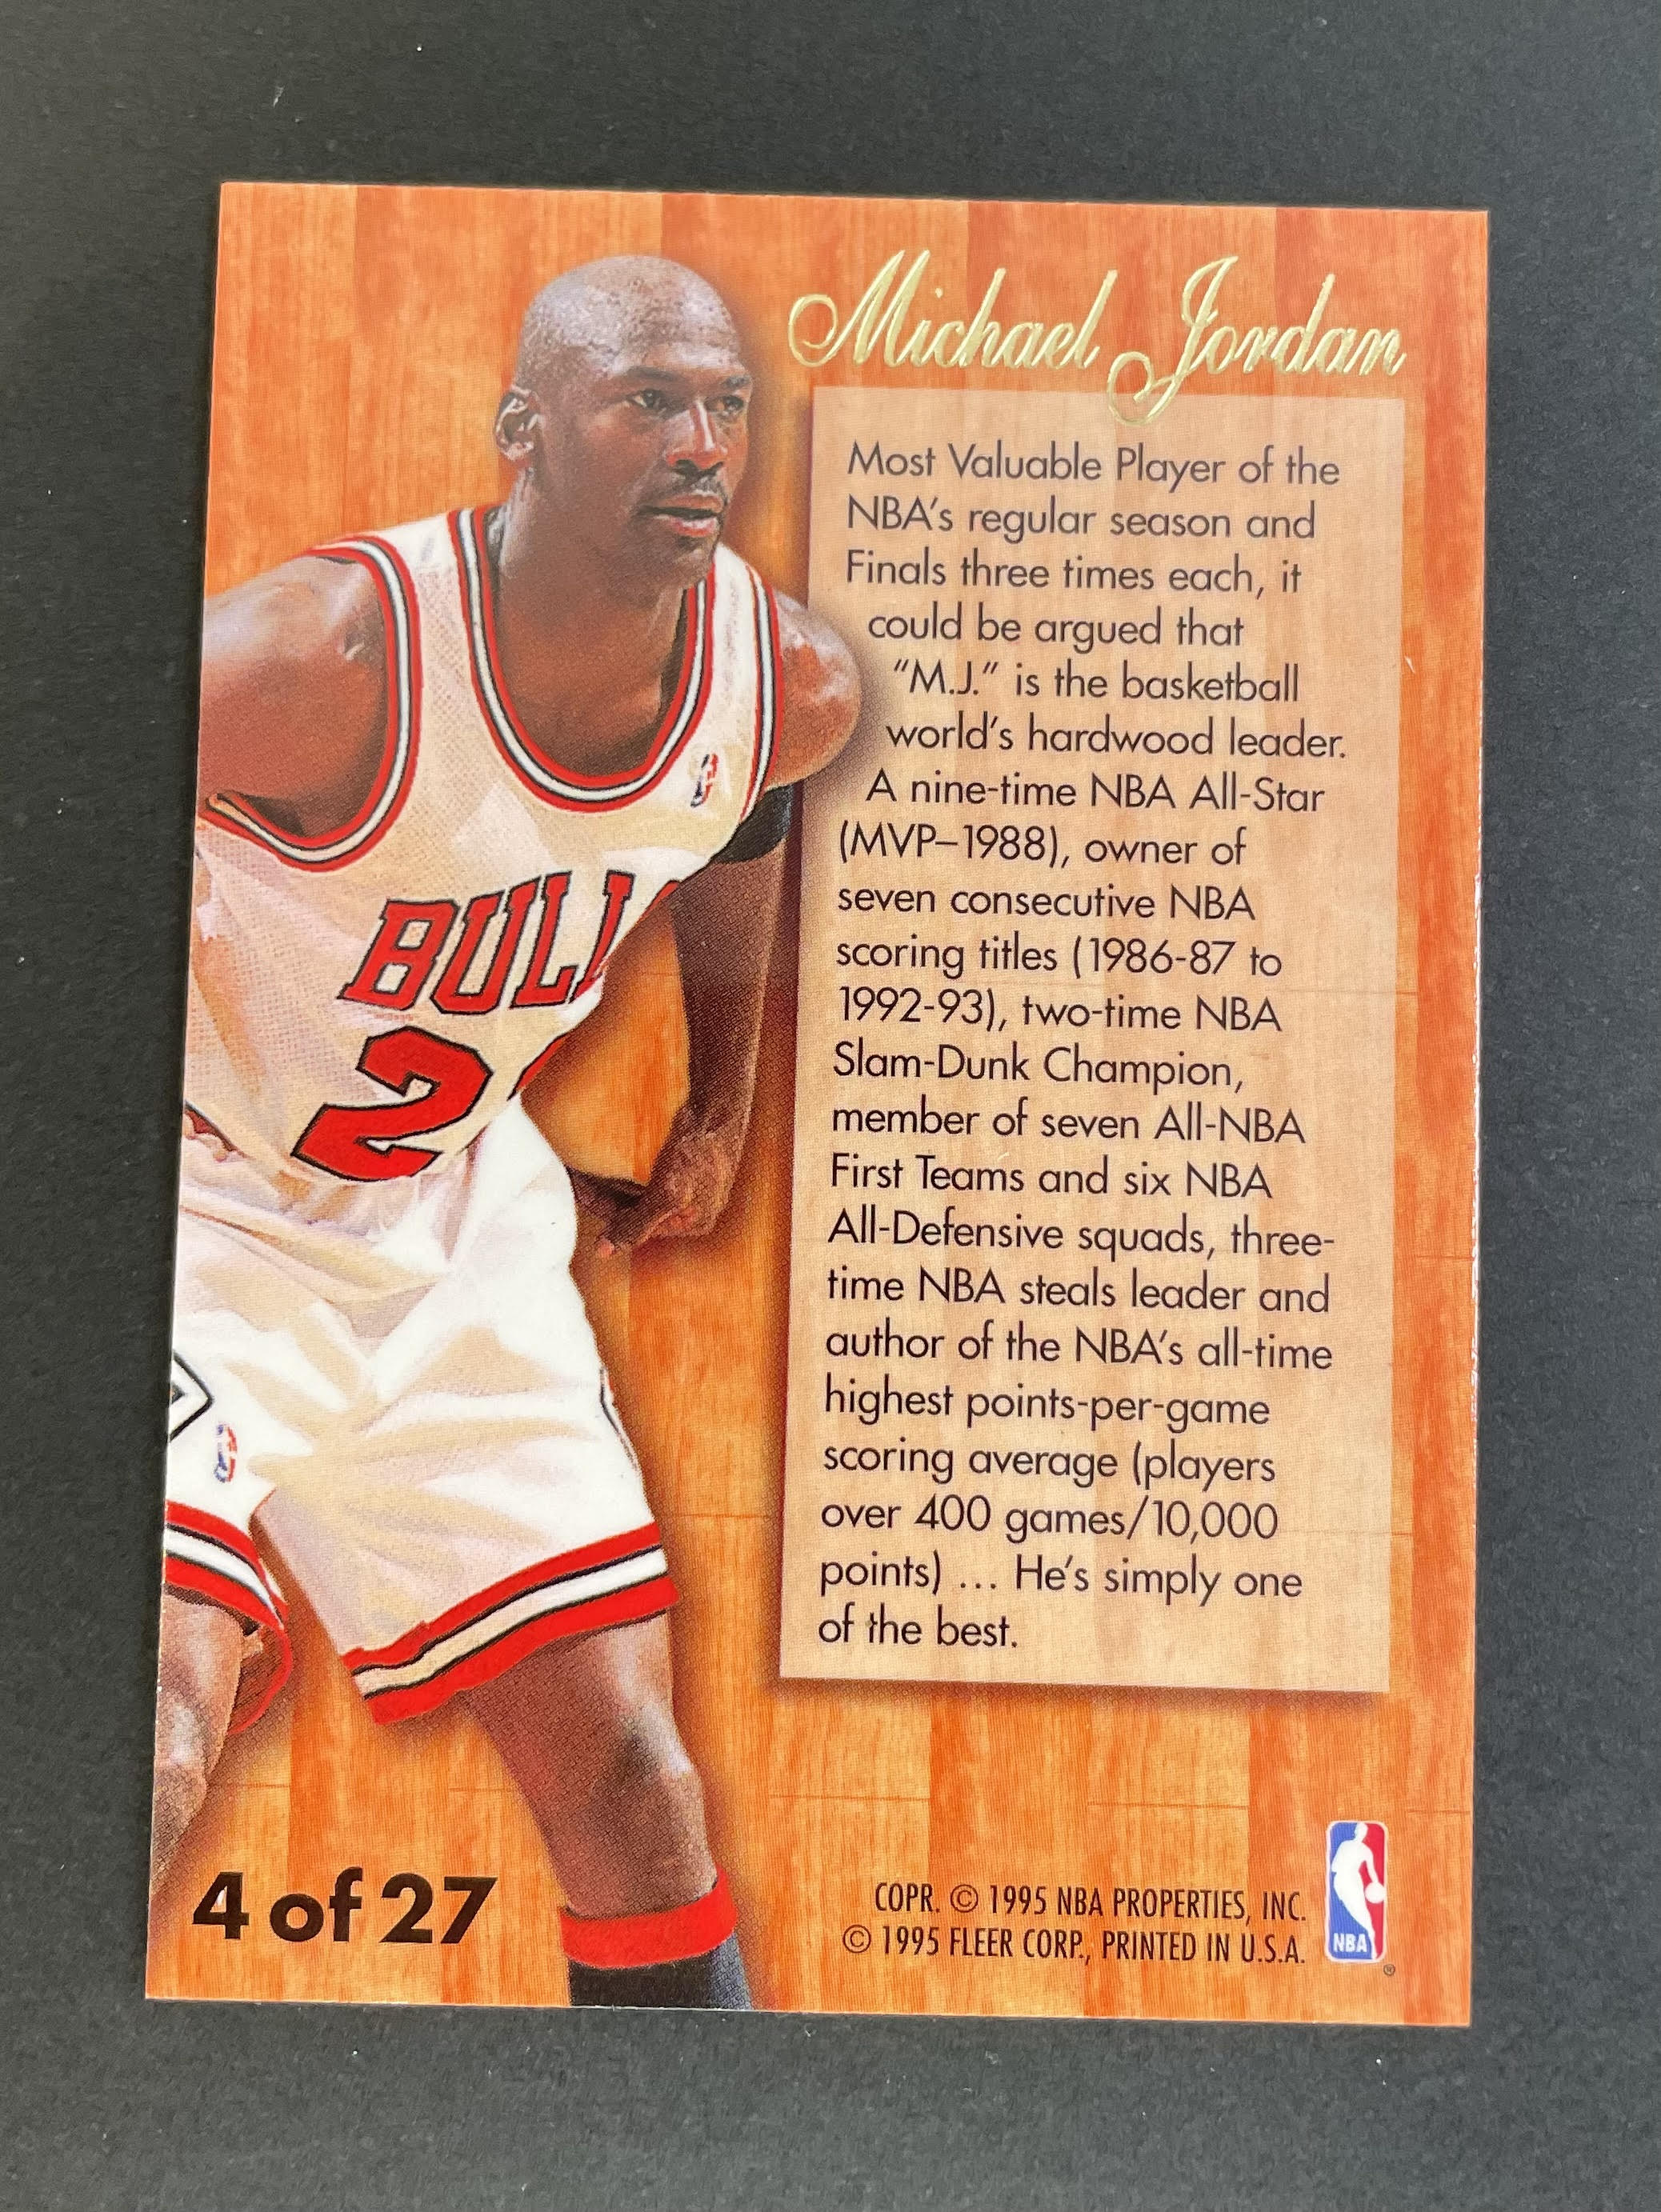 Michael Jordan
Most Valuable Player of the
NBA's regular season and
Finals three times each, it
could be argued that
"M.J." is the basketball
world's hardwood leader.
A nine-time NBA All-Star
(MVP–1988), owner of
seven consecutive NBA
scoring titles (1986-87 to
1992-93), two-time NBA
Slam-Dunk Champion,
member of seven All-NBA
First Teams and six NBA
All-Defensive squads, three-
time NBA steals leader and
author of the NBA's all-time
highest points-per-game
scoring average (players
over 400 games/10,000
points) ... He's simply one
of the best.
BULL
2
4 of 27
COPR. © 1995 NBA PROPERTIES, INC.
© 1995 FLEER CORP., PRINTED IN U.S.A.
NBA
®